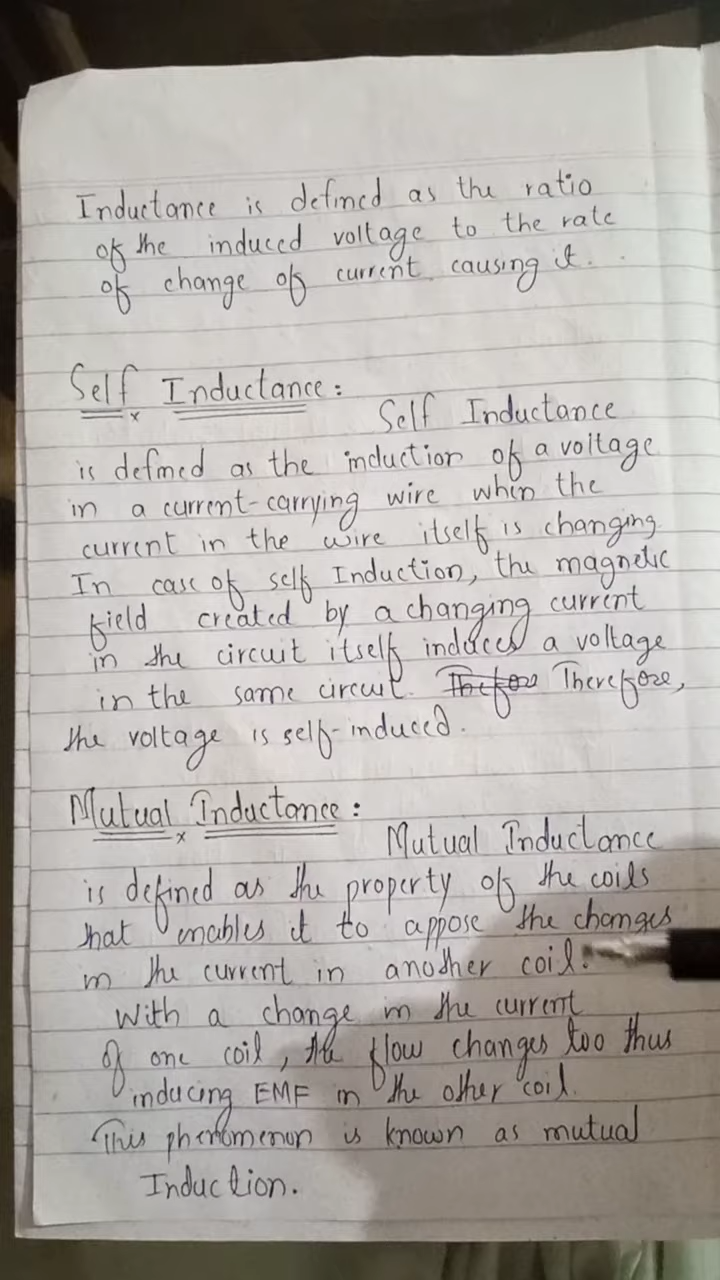 Inductance is defined as the ratio
of the induced voltage to the rate
of change of current causing it.
Self Inductance:
Self Inductance
is defined as the induction of a voltage
in a current-carrying wire when the
current in the wire itself is changing.
In case of self Induction, the magnetic
field created by a changing current
in the circuit itself induces a voltage
in the same circuit. Therefore,
the voltage is self-induced.
Mutual Inductance:
Mutual Inductance
is defined as the property of the coils
that enables it to appose the changes
in the current in another coil.
With a change in the current
of one coil, the flow changes too thus
inducing EMF in the other coil.
This phenomenon is known as mutual
Induction.